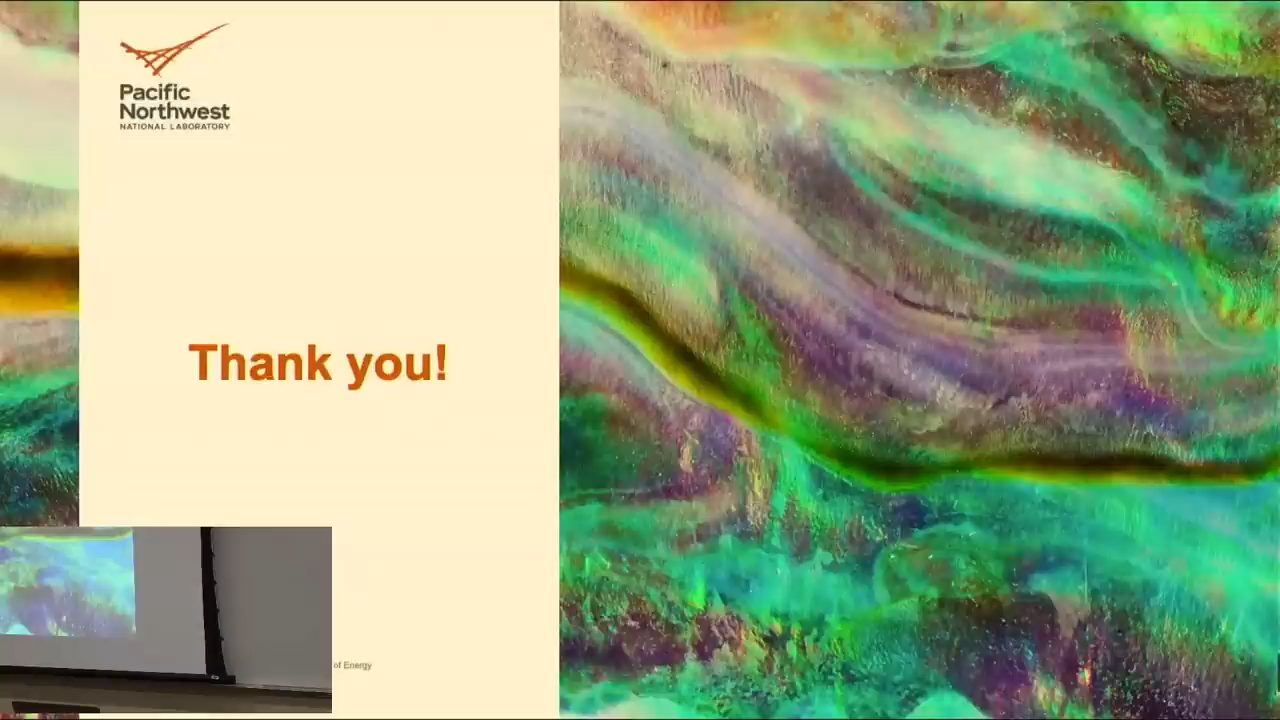 Pacific
Northwest
NATIONAL LABORATORY
Thank you!
of Energy